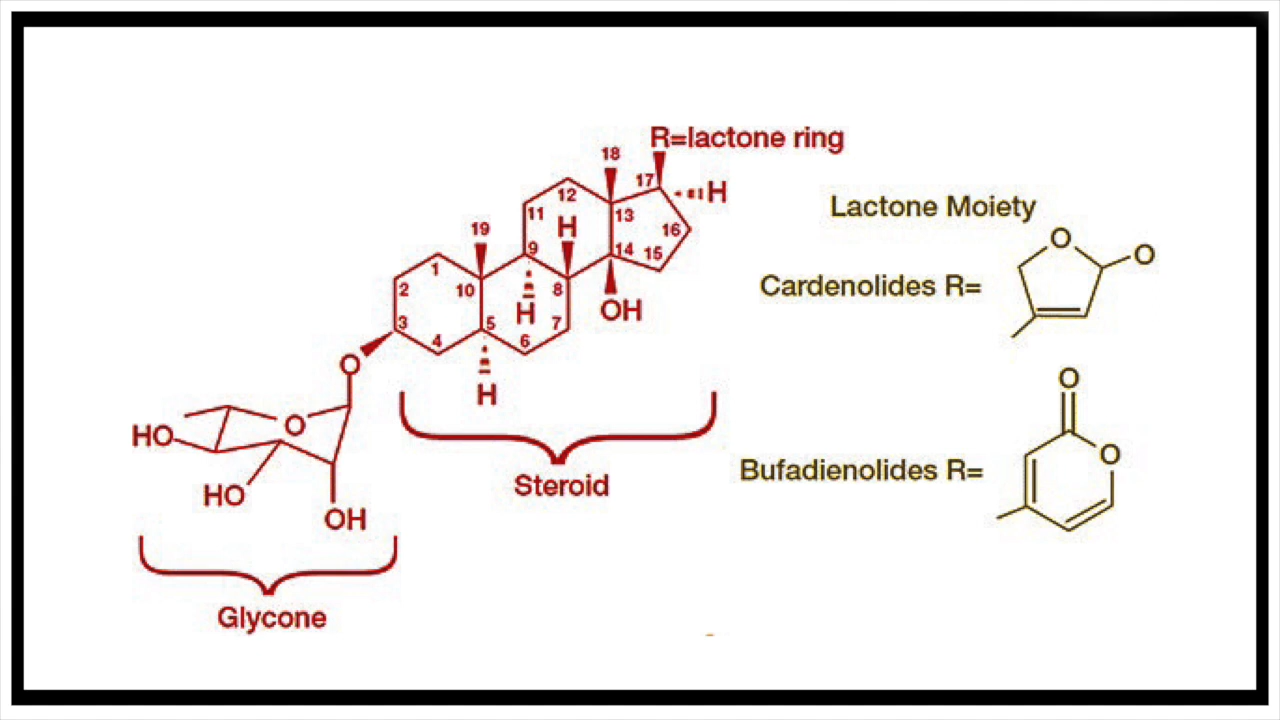 R=lactone ring
18
17
H
12
11
13
16
H
19
9
14
15
1
10
8
2
H
OH
3
5
7
4
6
O
H
O
HO
HO
OH
Steroid
Glycone
Lactone Moiety
O
O
Cardenolides R=
O
O
Bufadienolides R=